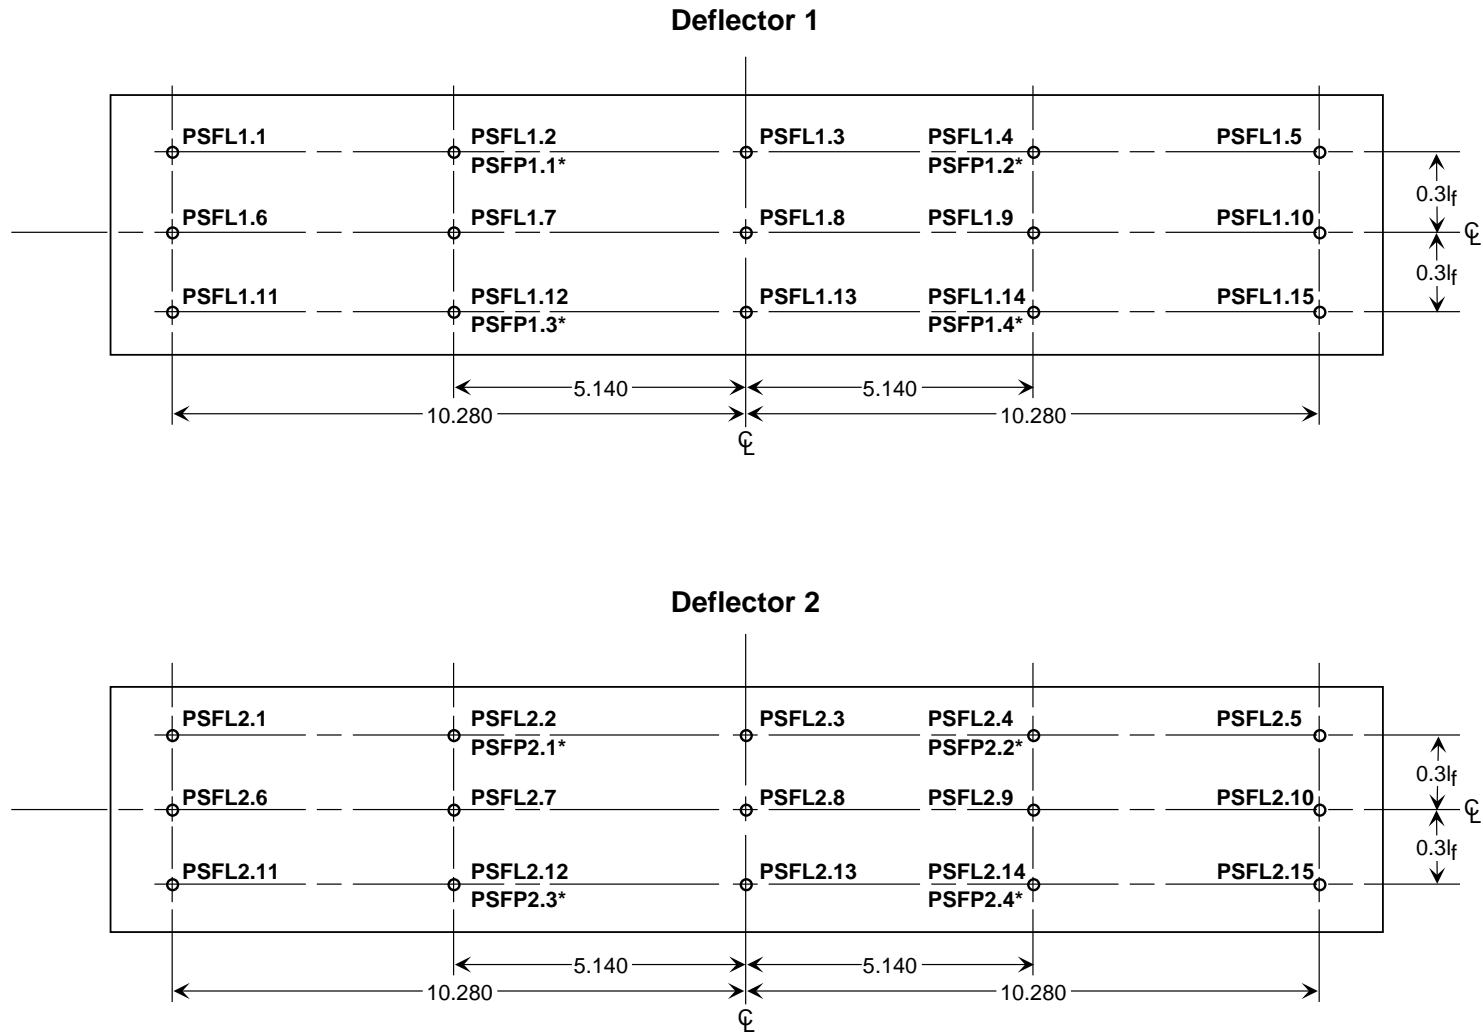 Deflector 1
PSFL1.1 PSFL1.2 PSFL1.3 PSFL1.4 PSFL1.5
PSFP1.1* PSFP1.2*
0.3lf
PSFL1.6 PSFL1.7 PSFL1.8 PSFL1.9 PSFL1.10
℄
0.3lf
PSFL1.11 PSFL1.12 PSFL1.13 PSFL1.14 PSFL1.15
PSFP1.3* PSFP1.4*
5.140 5.140
10.280 10.280
℄
Deflector 2
PSFL2.1 PSFL2.2 PSFL2.3 PSFL2.4 PSFL2.5
PSFP2.1* PSFP2.2*
0.3lf
PSFL2.6 PSFL2.7 PSFL2.8 PSFL2.9 PSFL2.10
℄
0.3lf
PSFL2.11 PSFL2.12 PSFL2.13 PSFL2.14 PSFL2.15
PSFP2.3* PSFP2.4*
5.140 5.140
10.280 10.280
℄